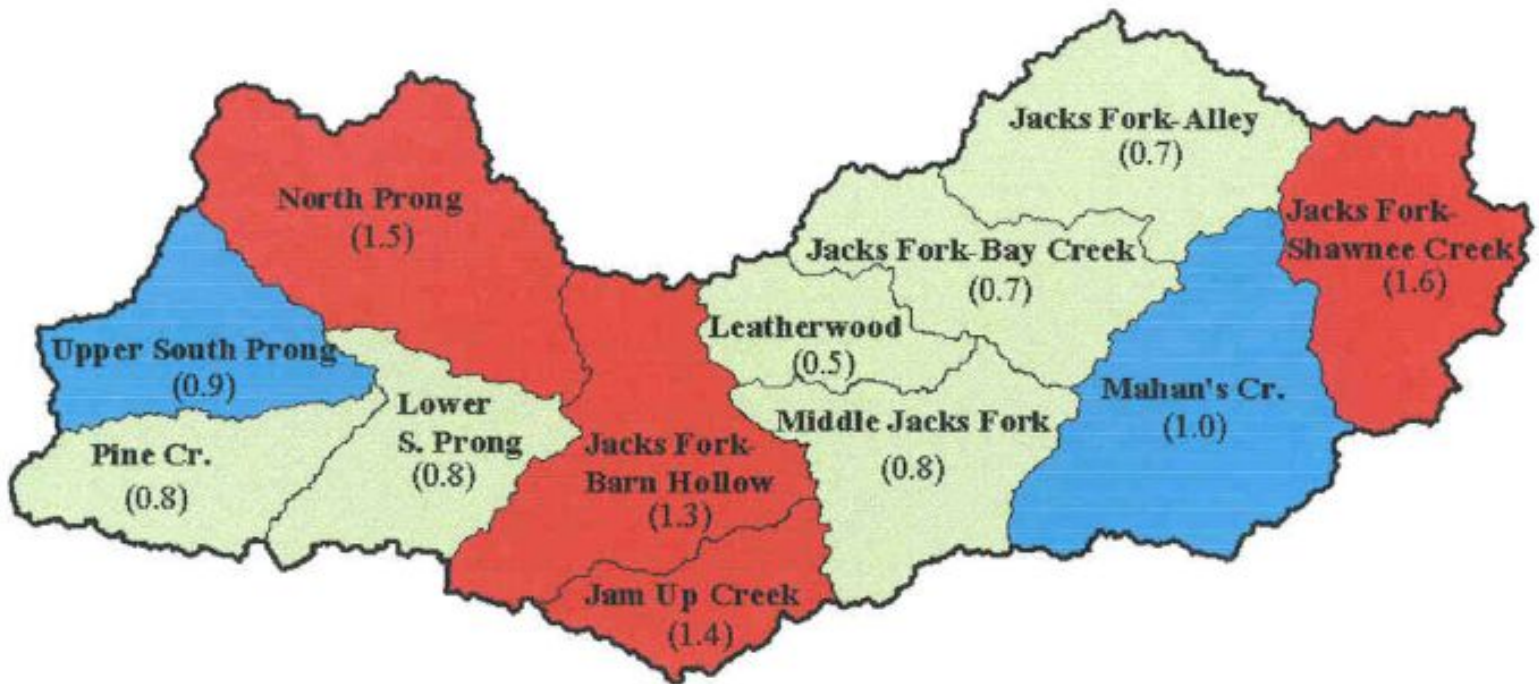 Jacks Fork-Alley
(0.7)
North Prong
(1.5)
Jacks Fork-
Shawnee Creek
(1.6)
Jacks Fork-Bay Creek
(0.7)
Leatherwood
(0.5)
Upper South Prong
(0.9)
Mahan's Cr.
(1.0)
Lower
S. Prong
(0.8)
Middle Jacks Fork
(0.8)
Pine Cr.
(0.8)
Jacks Fork-
Barn Hollow
(1.3)
Jam Up Creek
(1.4)